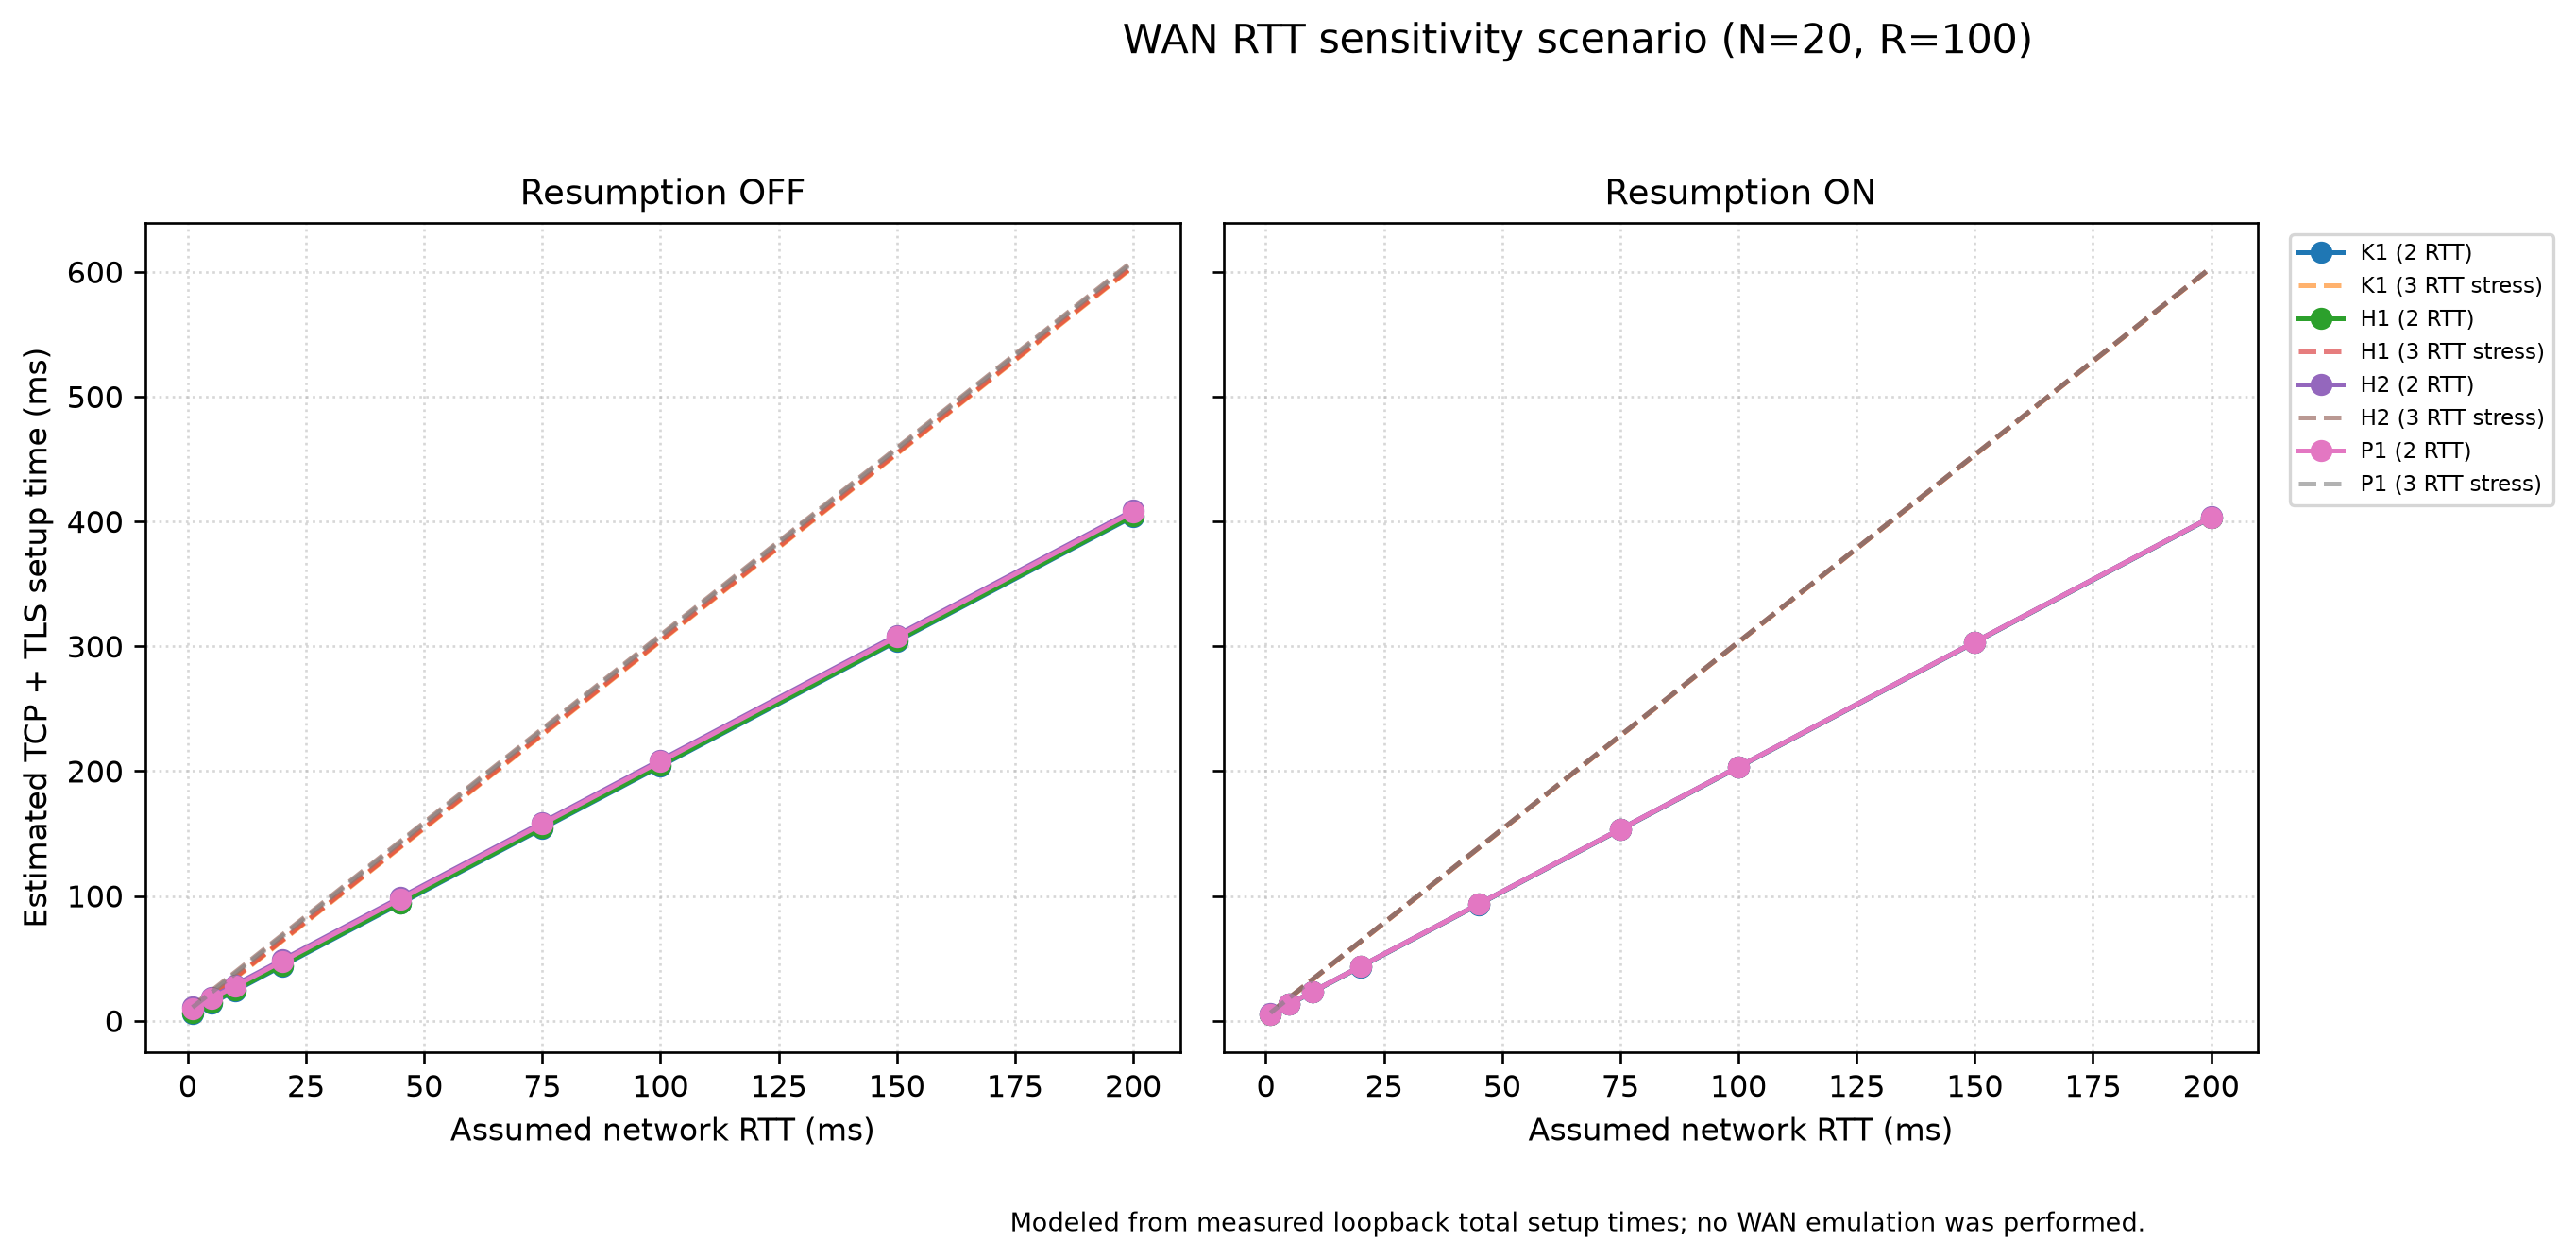 WAN RTT sensitivity scenario (N=20, R=100)
Resumption OFF
Resumption ON
Estimated TCP + TLS setup time (ms)
600
500
400
300
200
100
0
0 25 50 75 100 125 150 175 200
Assumed network RTT (ms)
0 25 50 75 100 125 150 175 200
Assumed network RTT (ms)
K1 (2 RTT)
K1 (3 RTT stress)
H1 (2 RTT)
H1 (3 RTT stress)
H2 (2 RTT)
H2 (3 RTT stress)
P1 (2 RTT)
P1 (3 RTT stress)
Modeled from measured loopback total setup times; no WAN emulation was performed.